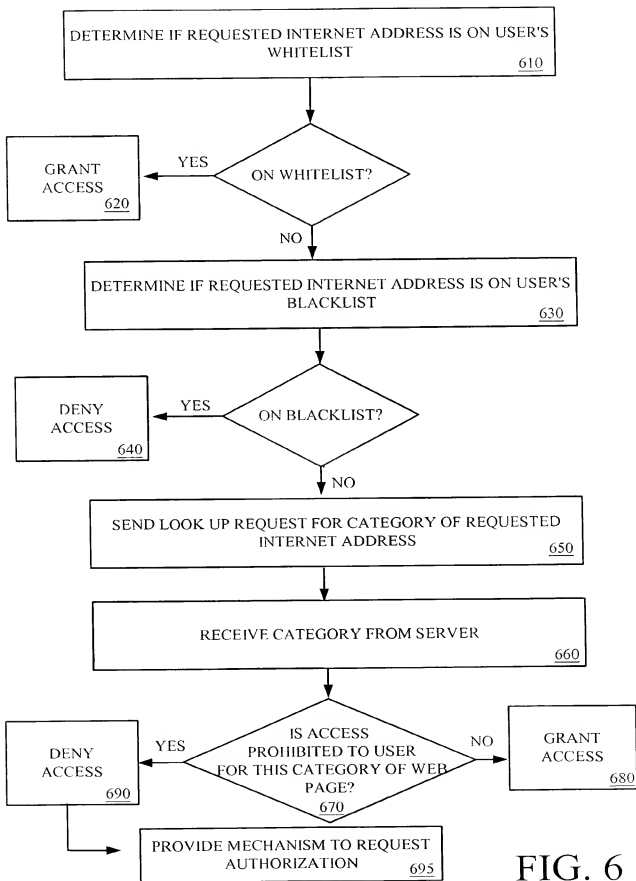 DETERMINE IF REQUESTED INTERNET ADDRESS IS ON USER'S
WHITELIST
610
GRANT
ACCESS
620
YES
ON WHITELIST?
NO
DETERMINE IF REQUESTED INTERNET ADDRESS IS ON USER'S
BLACKLIST
630
DENY
ACCESS
640
YES
ON BLACKLIST?
NO
SEND LOOK UP REQUEST FOR CATEGORY OF REQUESTED
INTERNET ADDRESS
650
RECEIVE CATEGORY FROM SERVER
660
DENY
ACCESS
690
YES
IS ACCESS
PROHIBITED TO USER
FOR THIS CATEGORY OF WEB
PAGE?
670
NO
GRANT
ACCESS
680
PROVIDE MECHANISM TO REQUEST
AUTHORIZATION
695
FIG. 6